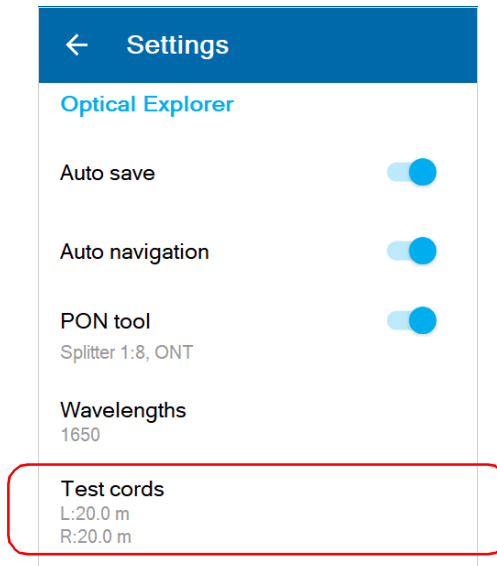 Settings
Optical Explorer
Auto save
Auto navigation
PON tool
Splitter 1:8, ONT
Wavelengths
1650
Test cords
L:20.0 m
R:20.0 m